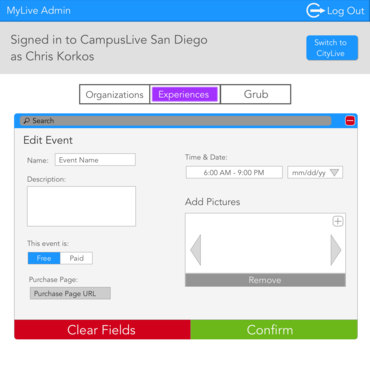 MyLive Admin
Log Out
Signed in to CampusLive San Diego
as Chris Korkos
Switch to
CityLive
Organizations
Experiences
Grub
Search
Edit Event
Name:
Event Name
Time & Date:
6:00 AM - 9:00 PM
mm/dd/yy
Description:
Add Pictures
This event is:
Free
Paid
Remove
Purchase Page:
Purchase Page URL
Clear Fields
Confirm